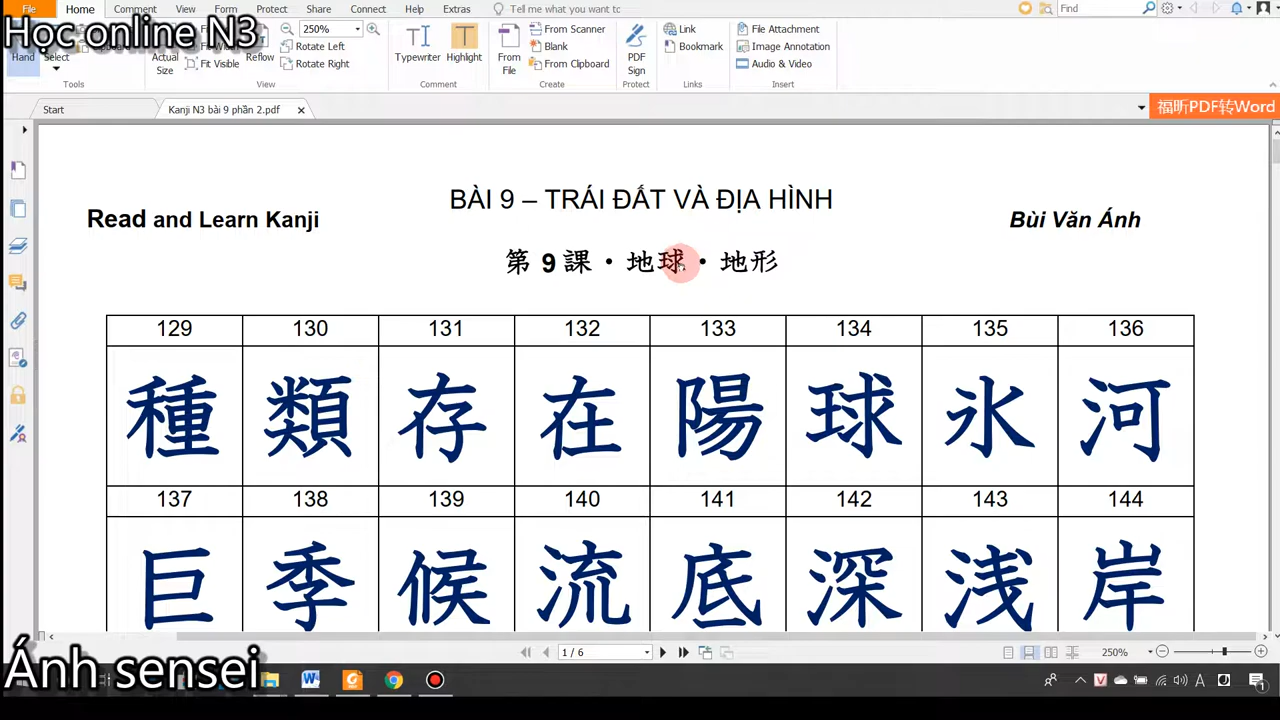 File Home Comment View Form Protect Share Connect Help Extras Tell me what you want tc Find
Học online N3
250%
Rotate Left
Rotate Right
Fit Visible
Hand
Select
Actual Size
Reflow
Typewriter
Highlight
From File
From Scanner
Blank
From Clipboard
PDF Sign
Link
Bookmark
File Attachment
Image Annotation
Audio & Video
Tools View Comment Create Protect Links Insert
Start Kanji N3 bài 9 phần 2.pdf 福昕PDF转Word
BÀI 9 – TRÁI ĐẤT VÀ ĐỊA HÌNH
Read and Learn Kanji Bùi Văn Ánh
第 9 課・地球・地形
129 130 131 132 133 134 135 136
種 類 存 在 陽 球 氷 河
137 138 139 140 141 142 143 144
巨 季 候 流 底 深 浅 岸
1 / 6 250%
Ánh sensei